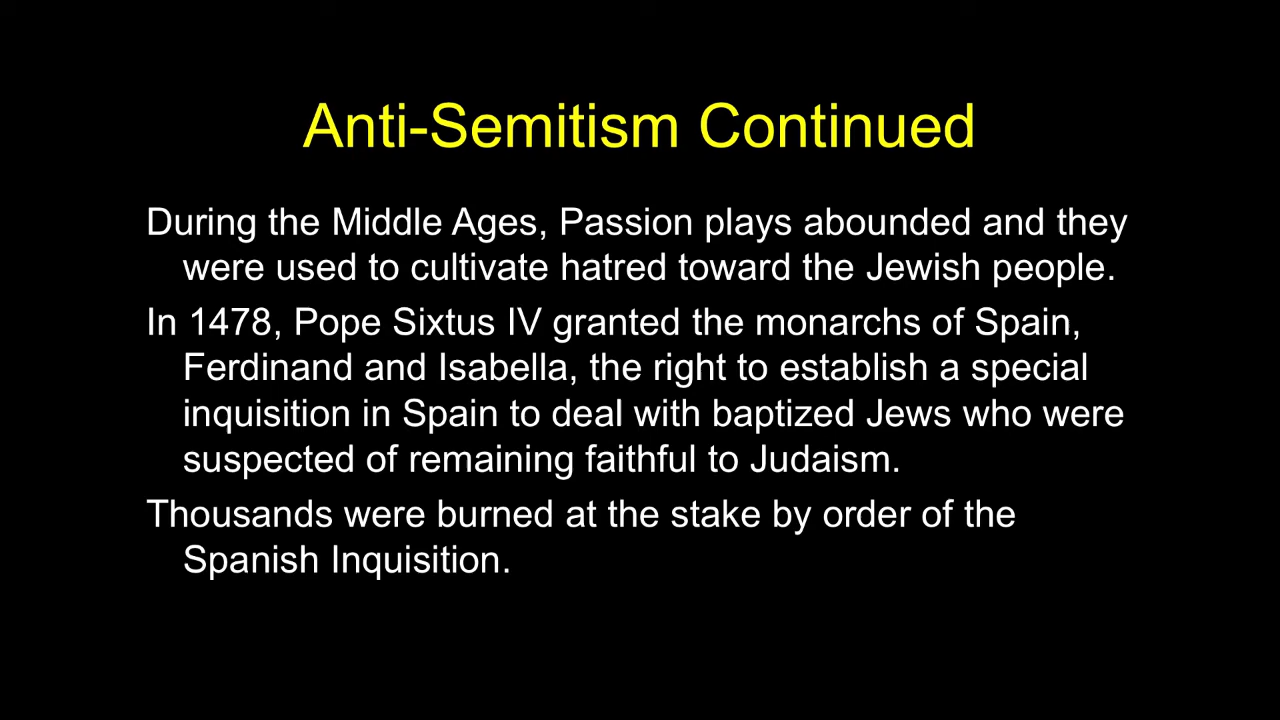 Anti-Semitism Continued
During the Middle Ages, Passion plays abounded and they
were used to cultivate hatred toward the Jewish people.
In 1478, Pope Sixtus IV granted the monarchs of Spain,
Ferdinand and Isabella, the right to establish a special
inquisition in Spain to deal with baptized Jews who were
suspected of remaining faithful to Judaism.
Thousands were burned at the stake by order of the
Spanish Inquisition.